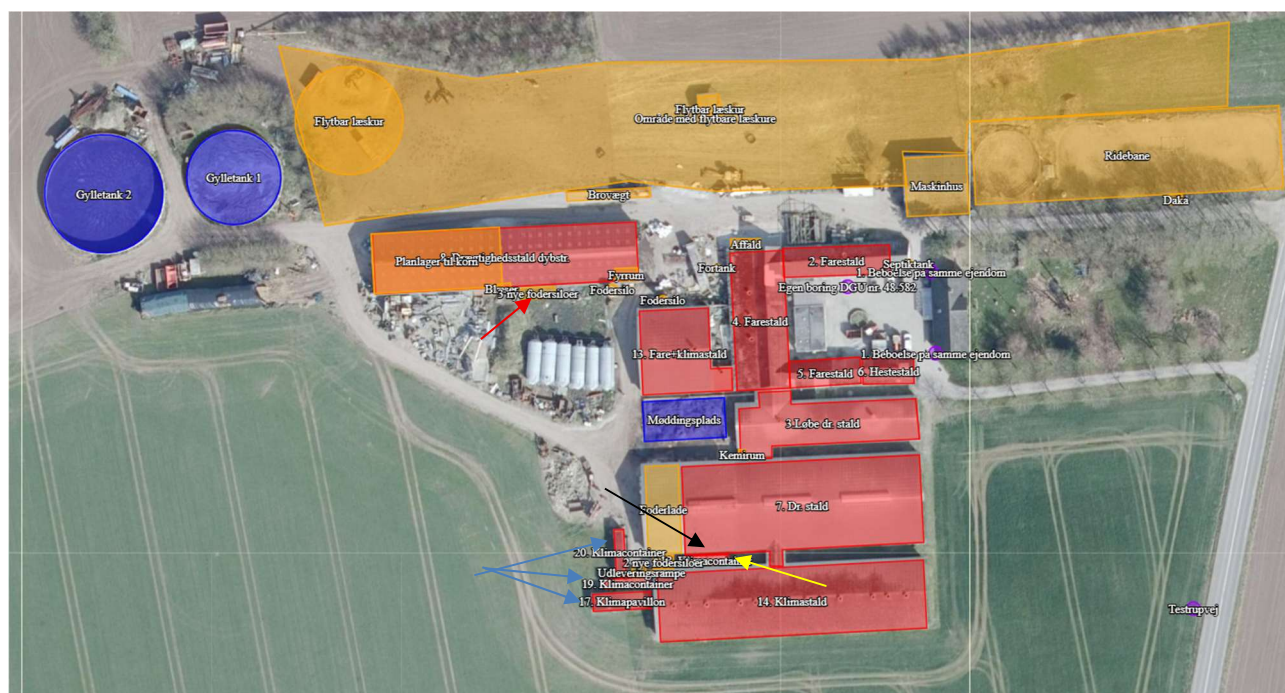 Flytbar læskur
Flytbar læskur
Område med flytbare læskure
Ridebane
Gylletank 1
Gylletank 2
Maskinhus
Brovægt
Daka
Affald
8. Drægtighedsstald dybstr.
Planlager til korn
2. Farestald
Septiktank
Fyrrum
Fortank
1. Beboelse på samme ejendom
Egen boring DGU nr. 48.582
Fodersilo
3 nye fodersiloer
Fodersilo
4. Farestald
13. Fare+klimastald
1. Beboelse på samme ejendom
5. Farestald
6. Hestestald
Møddingsplads
3.Løbe dr. stald
Kemirum
7. Dr. stald
Foderlade
20. Klimacontainer
2 nye fodersiloer
Udleveringsrampe
19. Klimacontainer
17. Klimapavillon
14. Klimastald
Testrupvej